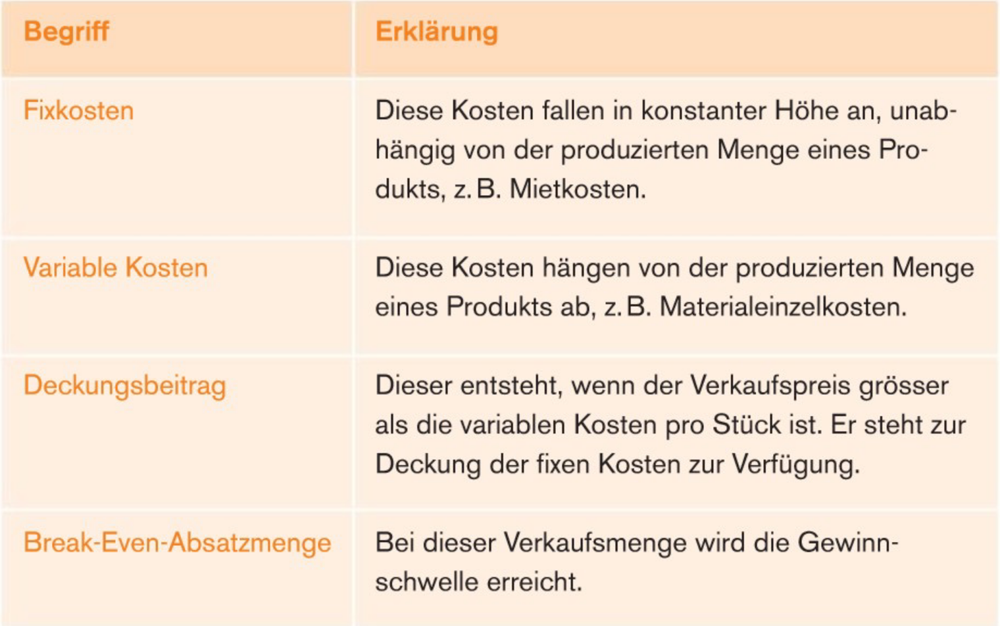 Begriff
Erklärung
Fixkosten
Diese Kosten fallen in konstanter Höhe an, unab-
hängig von der produzierten Menge eines Pro-
dukts, z. B. Mietkosten.
Variable Kosten
Diese Kosten hängen von der produzierten Menge
eines Produkts ab, z. B. Materialeinzelkosten.
Deckungsbeitrag
Dieser entsteht, wenn der Verkaufspreis grösser
als die variablen Kosten pro Stück ist. Er steht zur
Deckung der fixen Kosten zur Verfügung.
Break-Even-Absatzmenge
Bei dieser Verkaufsmenge wird die Gewinn-
schwelle erreicht.